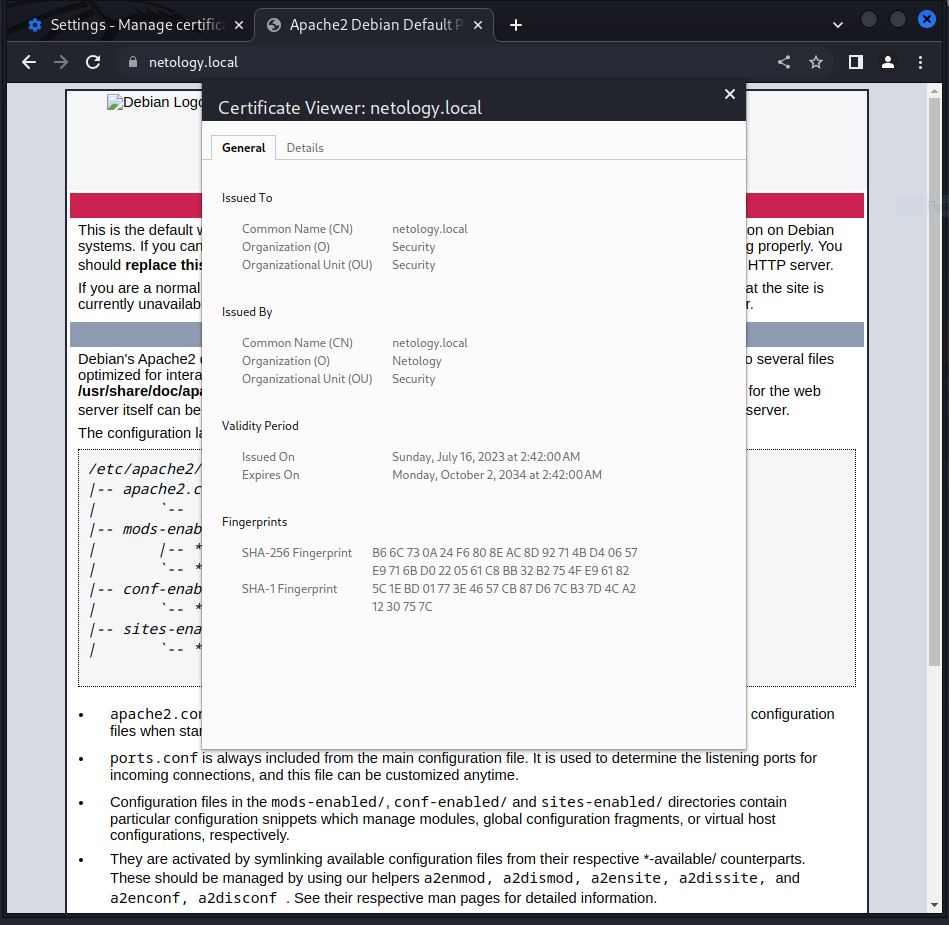 Settings - Manage certifica
Apache2 Debian Default P
netology.local
Debian Logo
Certificate Viewer: netology.local
General
Details
Issued To
Common Name (CN) netology.local
Organization (O) Security
Organizational Unit (OU) Security
Issued By
Common Name (CN) netology.local
Organization (O) Netology
Organizational Unit (OU) Security
Validity Period
Issued On Sunday, July 16, 2023 at 2:42:00 AM
Expires On Monday, October 2, 2034 at 2:42:00 AM
Fingerprints
SHA-256 Fingerprint B6 6C 73 0A 24 F6 80 8E AC 8D 92 71 4B D4 06 57
E9 71 6B D0 22 05 61 C8 BB 32 B2 75 4F E9 61 82
SHA-1 Fingerprint 5C 1E BD 01 77 3E 46 57 CB 87 D6 7C B3 7D 4C A2
12 30 75 7C
This is the default on on Debian
systems. If you can g properly. You
should replace this HTTP server.
If you are a normal at the site is
currently unavailab r.
Debian's Apache2 o several files
optimized for intera
/usr/share/doc/apa for the web
server itself can be server.
The configuration la
/etc/apache2/
|-- apache2.c
| `--
|-- mods-enab
| |-- *
| `-- *
|-- conf-enab
| `-- *
|-- sites-ena
| `-- *
• apache2.con configuration
files when star
• ports.conf is always included from the main configuration file. It is used to determine the listening ports for
incoming connections, and this file can be customized anytime.
• Configuration files in the mods-enabled/, conf-enabled/ and sites-enabled/ directories contain
particular configuration snippets which manage modules, global configuration fragments, or virtual host
configurations, respectively.
• They are activated by symlinking available configuration files from their respective *-available/ counterparts.
These should be managed by using our helpers a2enmod, a2dismod, a2ensite, a2dissite, and
a2enconf, a2disconf . See their respective man pages for detailed information.